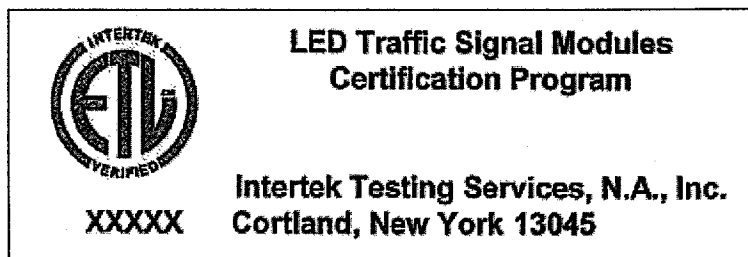 INTERTEK
ETL
VERIFIED
XXXXX
LED Traffic Signal Modules
Certification Program
Intertek Testing Services, N.A., Inc.
Cortland, New York 13045